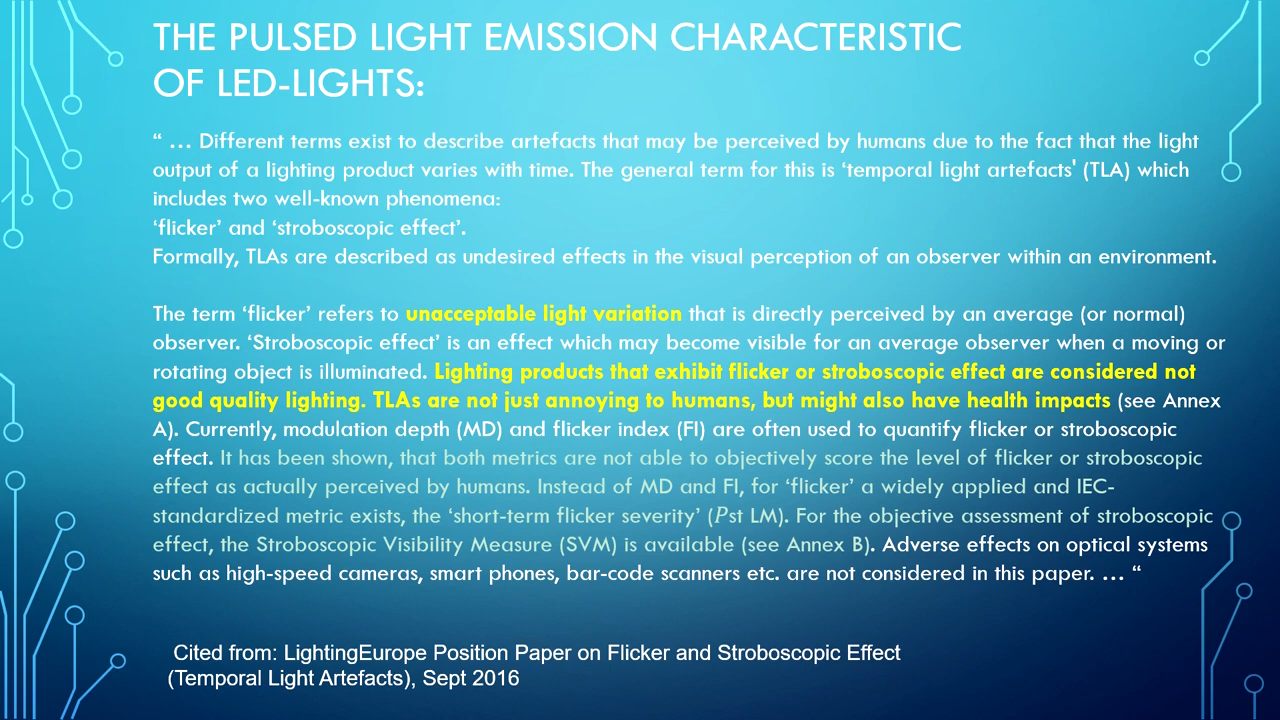 THE PULSED LIGHT EMISSION CHARACTERISTIC
OF LED-LIGHTS:
“ … Different terms exist to describe artefacts that may be perceived by humans due to the fact that the light
output of a lighting product varies with time. The general term for this is ‘temporal light artefacts' (TLA) which
includes two well-known phenomena:
‘flicker’ and ‘stroboscopic effect’.
Formally, TLAs are described as undesired effects in the visual perception of an observer within an environment.
The term ‘flicker’ refers to unacceptable light variation that is directly perceived by an average (or normal)
observer. ‘Stroboscopic effect’ is an effect which may become visible for an average observer when a moving or
rotating object is illuminated. Lighting products that exhibit flicker or stroboscopic effect are considered not
good quality lighting. TLAs are not just annoying to humans, but might also have health impacts (see Annex
A). Currently, modulation depth (MD) and flicker index (FI) are often used to quantify flicker or stroboscopic
effect. It has been shown, that both metrics are not able to objectively score the level of flicker or stroboscopic
effect as actually perceived by humans. Instead of MD and FI, for ‘flicker’ a widely applied and IEC-
standardized metric exists, the ‘short-term flicker severity’ (Pst LM). For the objective assessment of stroboscopic
effect, the Stroboscopic Visibility Measure (SVM) is available (see Annex B). Adverse effects on optical systems
such as high-speed cameras, smart phones, bar-code scanners etc. are not considered in this paper. … “
Cited from: LightingEurope Position Paper on Flicker and Stroboscopic Effect
(Temporal Light Artefacts), Sept 2016